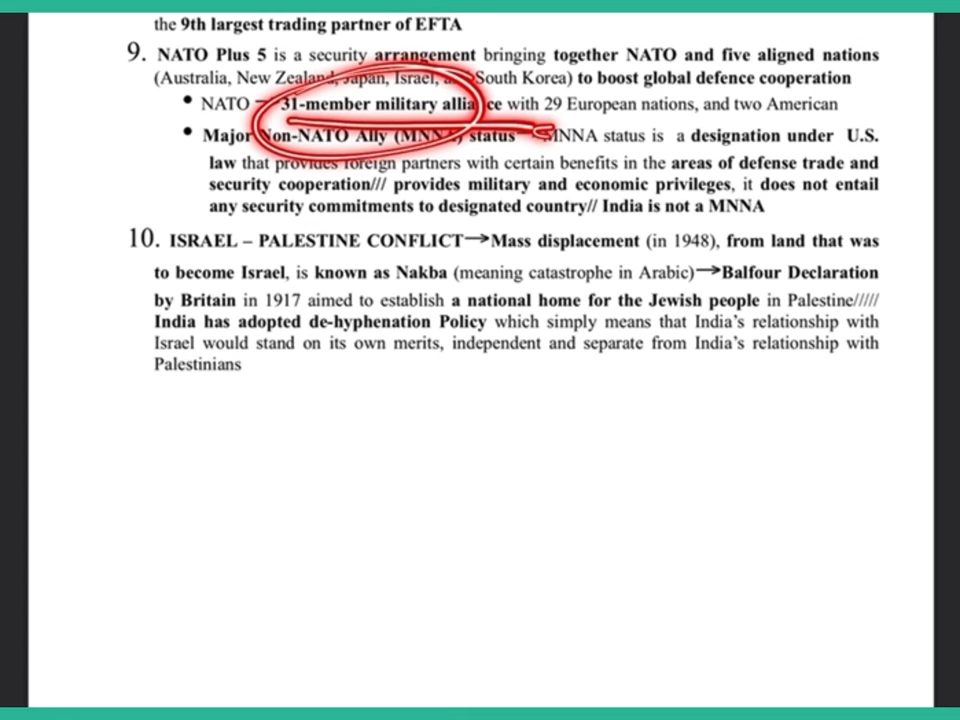 the 9th largest trading partner of EFTA
9. NATO Plus 5 is a security arrangement bringing together NATO and five aligned nations
(Australia, New Zealand, Japan, Israel, South Korea) to boost global defence cooperation
• NATO – 31-member military alliance with 29 European nations, and two American
• Major Non-NATO Ally (MNNA) status MNNA status is a designation under U.S.
law that provides foreign partners with certain benefits in the areas of defense trade and
security cooperation/// provides military and economic privileges, it does not entail
any security commitments to designated country// India is not a MNNA
10. ISRAEL – PALESTINE CONFLICT→Mass displacement (in 1948), from land that was
to become Israel, is known as Nakba (meaning catastrophe in Arabic)→Balfour Declaration
by Britain in 1917 aimed to establish a national home for the Jewish people in Palestine/////
India has adopted de-hyphenation Policy which simply means that India's relationship with
Israel would stand on its own merits, independent and separate from India's relationship with
Palestinians